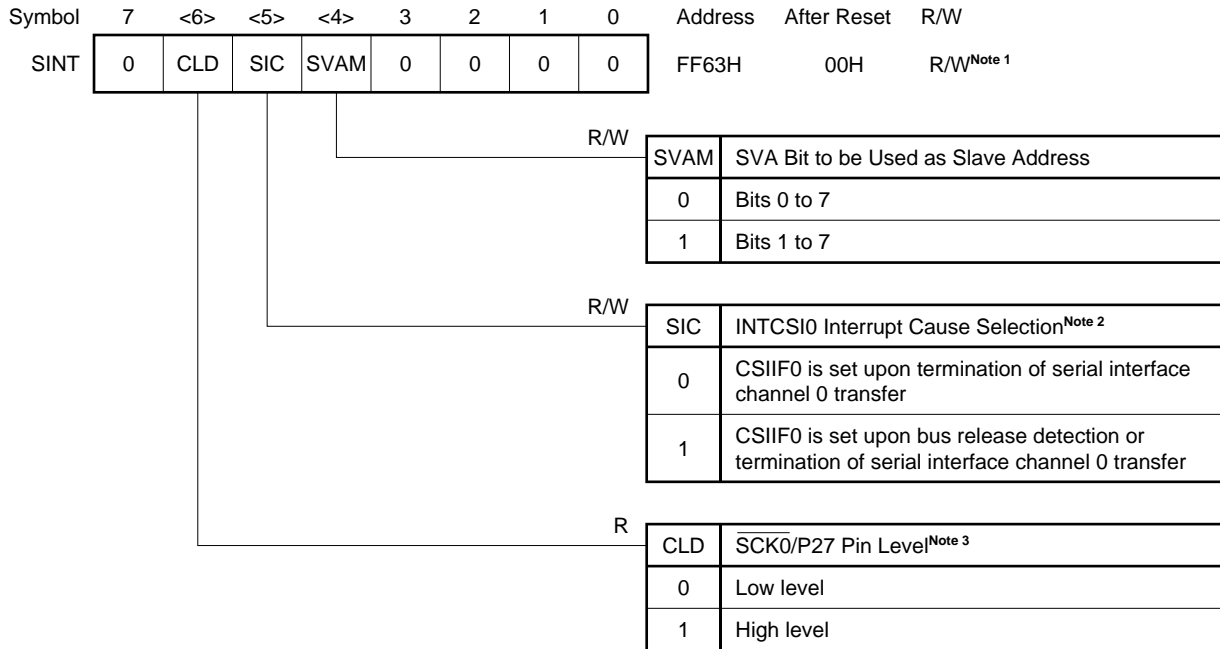 Symbol 7 <6> <5> <4> 3 2 1 0 Address After Reset R/W
SINT 0 CLD SIC SVAM 0 0 0 0 FF63H 00H R/WNote 1
R/W
SVAM SVA Bit to be Used as Slave Address
0 Bits 0 to 7
1 Bits 1 to 7
R/W
SIC INTCSI0 Interrupt Cause SelectionNote 2
0 CSIIF0 is set upon termination of serial interface
channel 0 transfer
1 CSIIF0 is set upon bus release detection or
termination of serial interface channel 0 transfer
R
CLD SCK0/P27 Pin LevelNote 3
0 Low level
1 High level